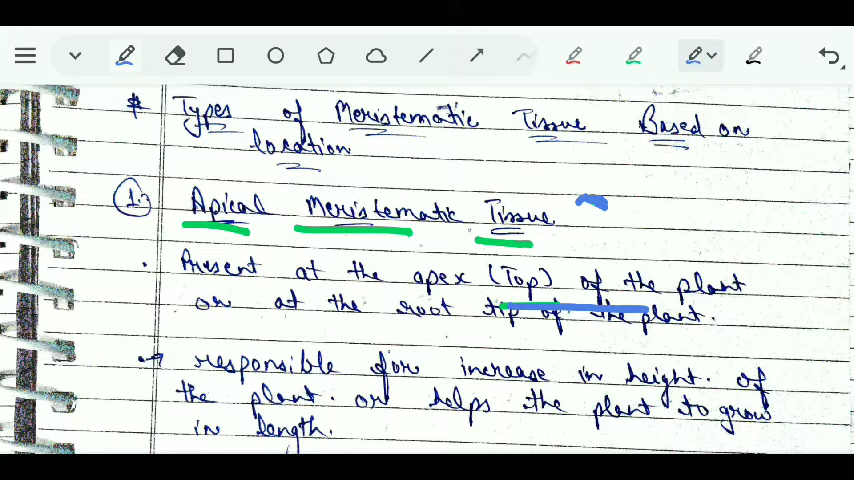 * Types of Meristematic Tissue Based on
location
1. Apical Meristematic Tissue
. Present at the apex (Top) of the plant
or at the root tip of the plant.
→ responsible for increase in height. of
the plant. or helps the plant to grow
in length.